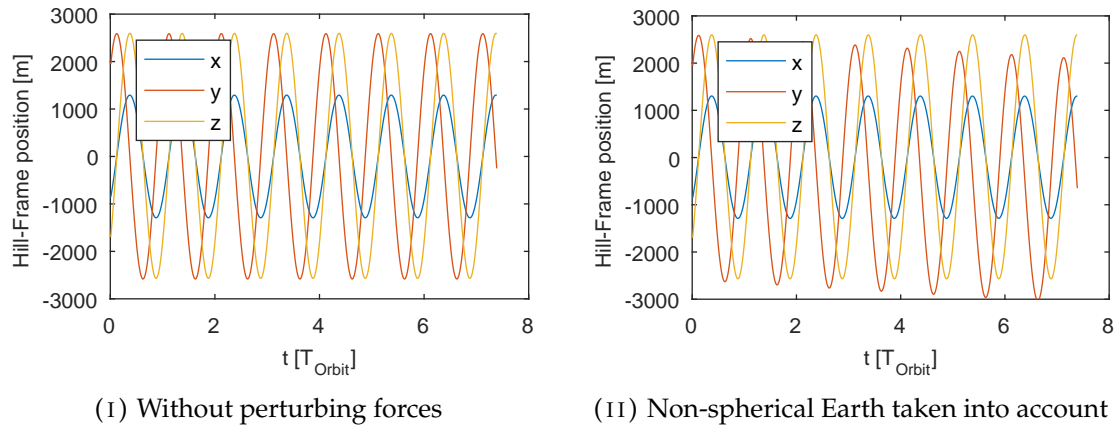 3000
2000
1000
0
-1000
-2000
-3000
Hill-Frame position [m]
x
y
z
0
2
4
6
8
t [T_Orbit]
(I) Without perturbing forces
3000
2000
1000
0
-1000
-2000
-3000
Hill-Frame position [m]
x
y
z
0
2
4
6
8
t [T_Orbit]
(II) Non-spherical Earth taken into account